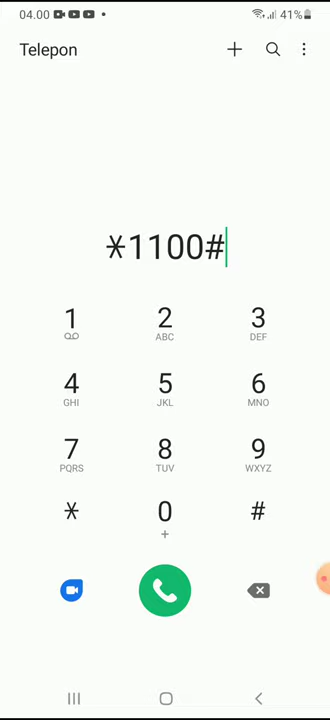 04.00 41%
Telepon
*1100#
1 2 3
ABC DEF
4 5 6
GHI JKL MNO
7 8 9
PQRS TUV WXYZ
* 0 #
+